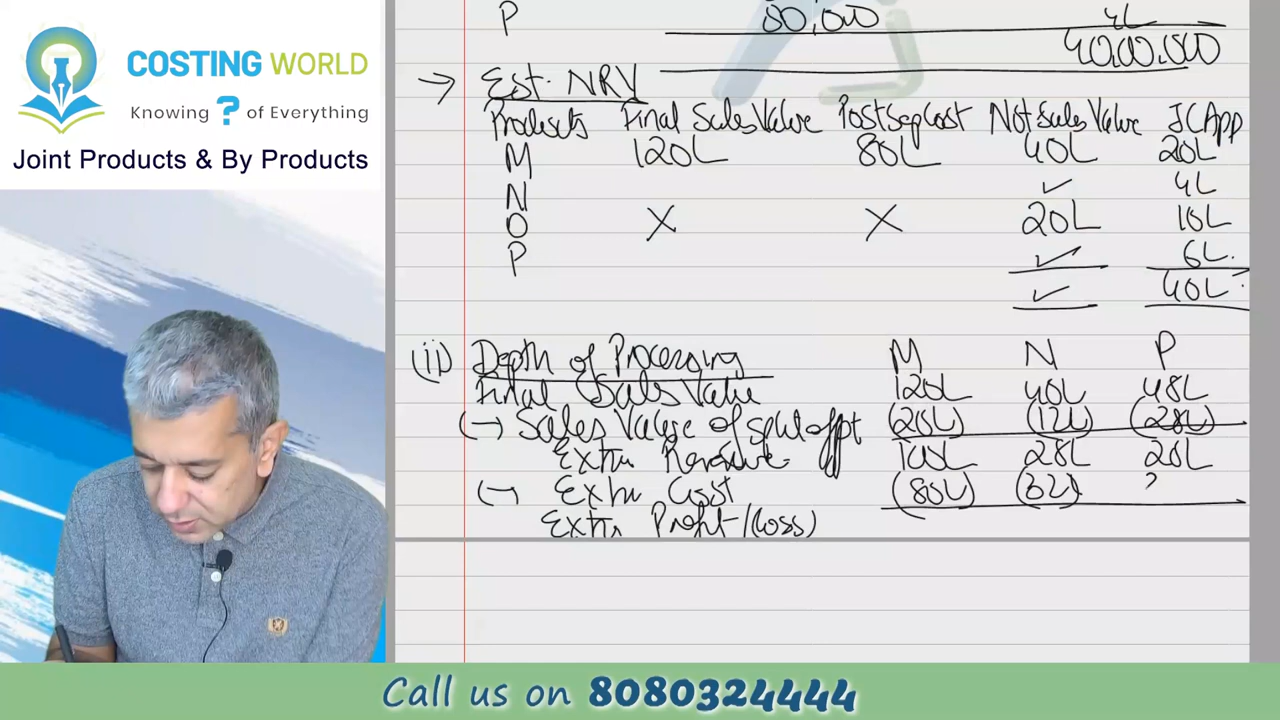 COSTING WORLD
Knowing ? of Everything
Joint Products & By Products
P 80,000 4L
40,00,000
→ Est. NRV
Products Final Sales Value Post Sep Cost Net Sales Value JC App
M 120L 80L 40L 20L
N ✓ 4L
O X X 20L 10L
P ✓ 6L
✓ 40L
(ii) Depth of Processing M N P
Final Sales Value 120L 40L 48L
(-) Sales Value of split off pt (20L) (12L) (28L)
Extra Revenue 100L 28L 20L
(-) Extra Cost (80L) (32L)
Extra Profit/(Loss)
Call us on 8080324444